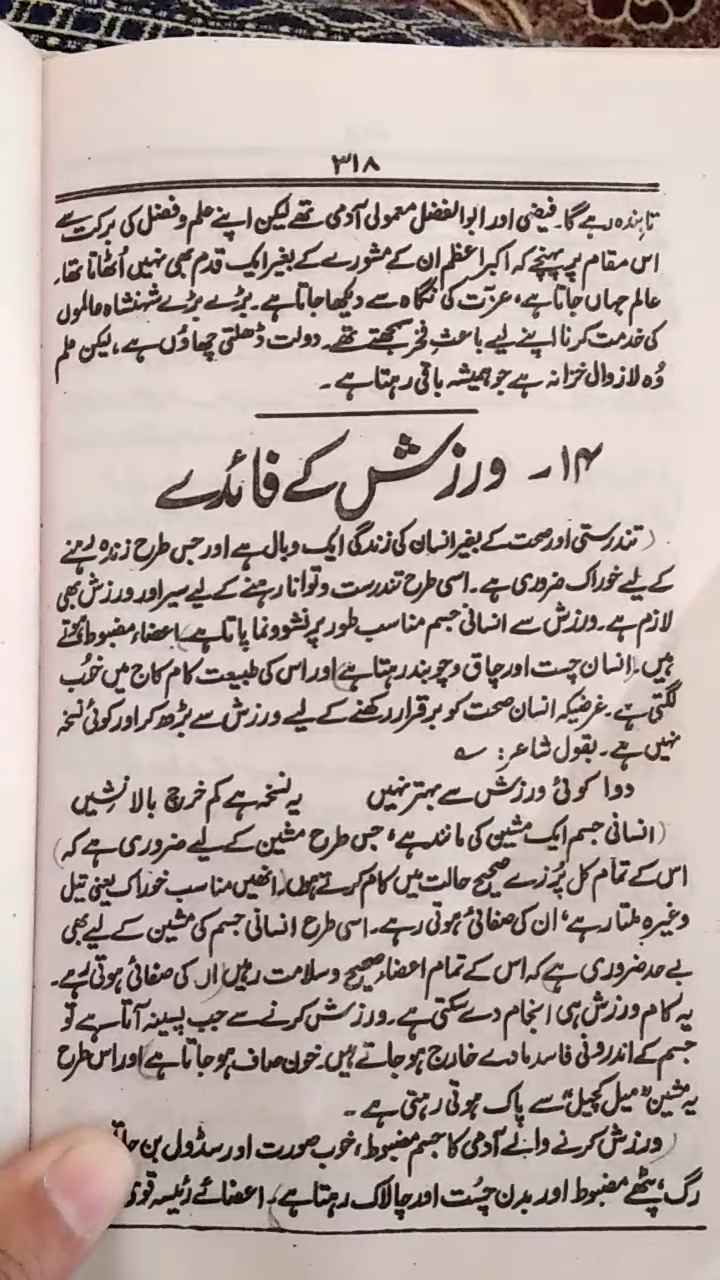 ۳۱۸
تابندہ رہے گا۔ فیضی اور ابوالفضل معمولی آدمی تھے لیکن اپنے علم و فضل کی برکت سے
اس مقام پر پہنچے کہ اکبر اعظم ان کے مشورے کے بغیر ایک قدم بھی نہیں اُٹھاتا تھا۔
عالم جہاں جاتا ہے، عزّت کی نگاہ سے دیکھا جاتا ہے۔ بڑے بڑے شہنشاہ عالموں
کی خدمت کرنا اپنے لیے باعثِ فخر سمجھتے تھے۔ دولت ڈھلتی چھاؤں ہے، لیکن علم
وُہ لازوال خزانہ ہے جو ہمیشہ باقی رہتا ہے۔
۱۴۔ ورزش کے فائدے
(تندرستی اور صحت کے بغیر انسان کی زندگی ایک وبال ہے اور جس طرح زندہ رہنے
کے لیے خوراک ضروری ہے۔ اسی طرح تندرست و توانا رہنے کے لیے سیر اور ورزش بھی
لازم ہے۔ ورزش سے انسانی جسم مناسب طور پر نشوونما پاتا ہے۔ اعضاء مضبوط بنتے
ہیں۔ انسان چست اور چاق و چوبند رہتا ہے) اور اس کی طبیعت کام کاج میں خوُب
لگتی ہے۔ غرضیکہ انسان صحت کو برقرار رکھنے کے لیے ورزش سے بڑھ کر اور کوئی نسخہ
نہیں ہے۔ بقول شاعر: ؎
دوا کوئی ورزش سے بہتر نہیں یہ نسخہ ہے کم خرچ بالا نشیں
(انسانی جسم ایک مشین کی مانند ہے، جس طرح مشین کے لیے ضروری ہے کہ)
اس کے تمام کل پُرزے صحیح حالت میں کام کرتے ہوں۔ انھیں مناسب خوراک یعنی تیل
وغیرہ ملتا رہے، ان کی صفائی ہوتی رہے۔ اسی طرح انسانی جسم کی مشین کے لیے بھی
بے حد ضروری ہے کہ اس کے تمام اعضاء صحیح و سلامت رہیں ان کی صفائی ہوتی رہے۔
یہ کام ورزش ہی انجام دے سکتی ہے۔ ورزش کرنے سے جب پسینہ آتا ہے تو
جسم کے اندرونی فاسد مادے خارج ہو جاتے ہیں۔ خون صاف ہو جاتا ہے) اور اس طرح
یہ مشین "میل کچیل" سے پاک ہوتی رہتی ہے۔
(ورزش کرنے والے آدمی کا جسم مضبوط، خوب صورت اور سڈول بن
رگ، پٹھے مضبوط اور بدن چُست اور چالاک رہتا ہے۔ اعضائے رئیسہ